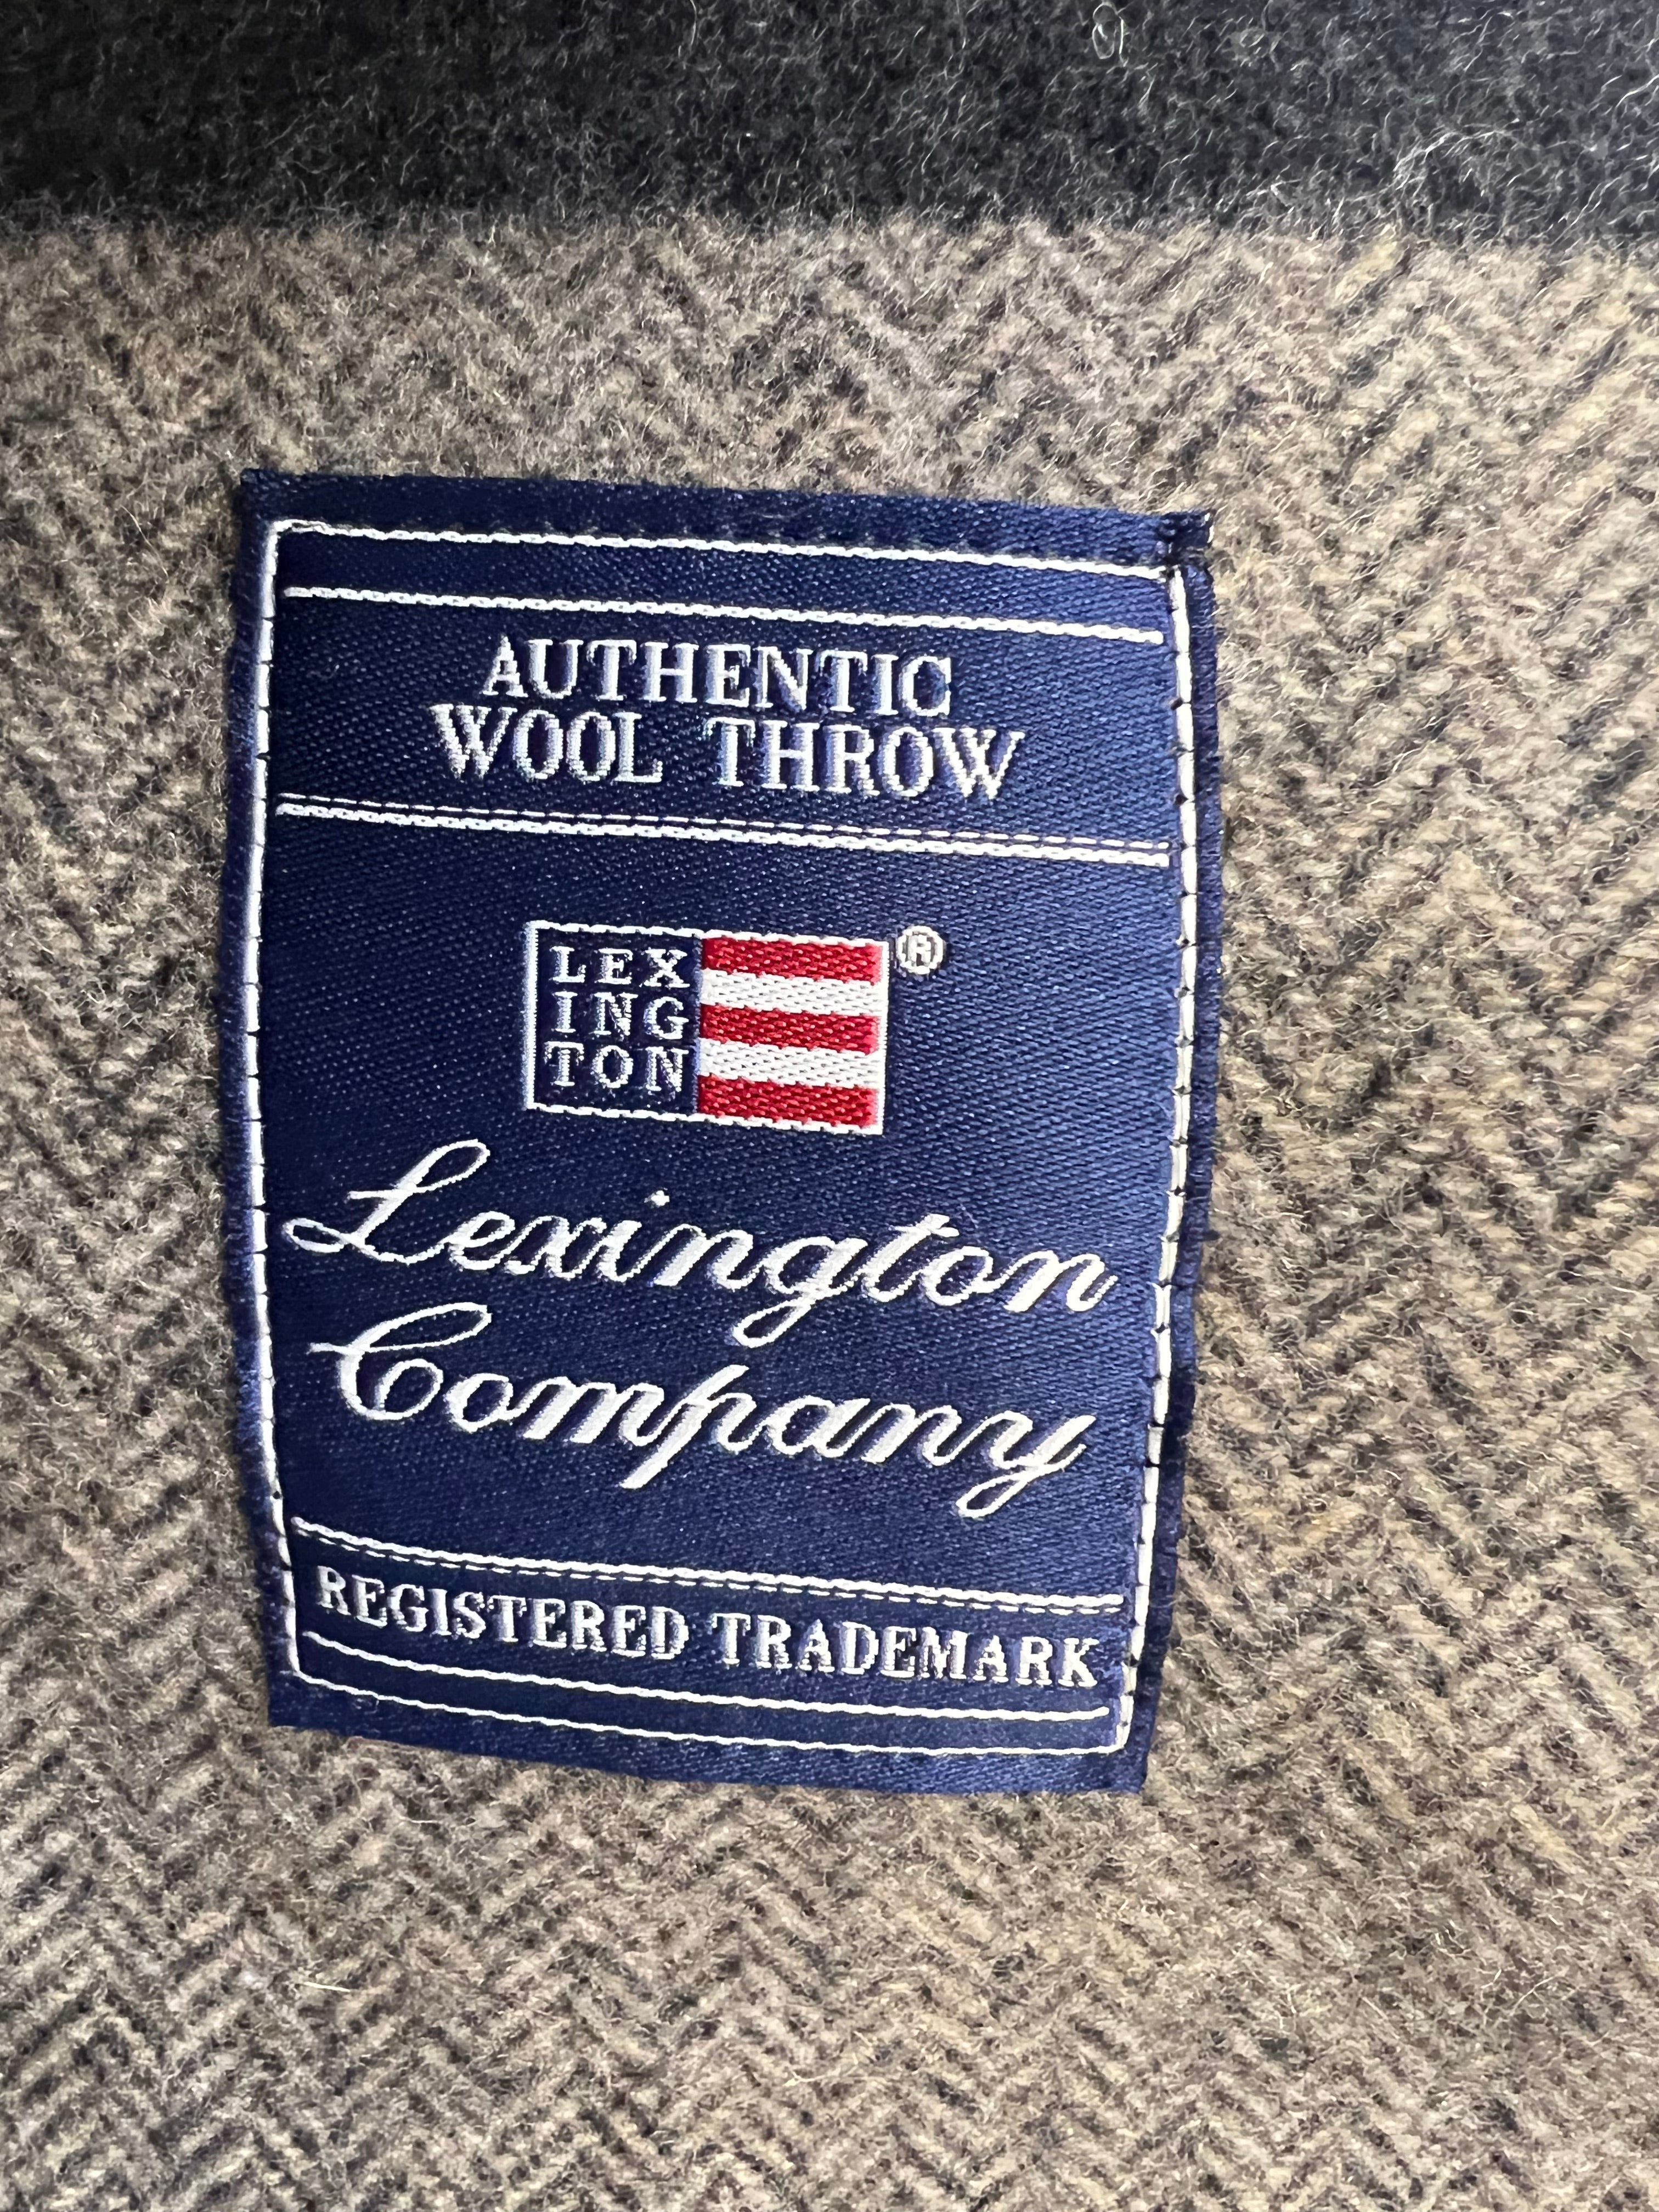 AUTHENTIC
WOOL THROW
LEX
ING
TON
®
Lexington
Company
REGISTERED TRADEMARK